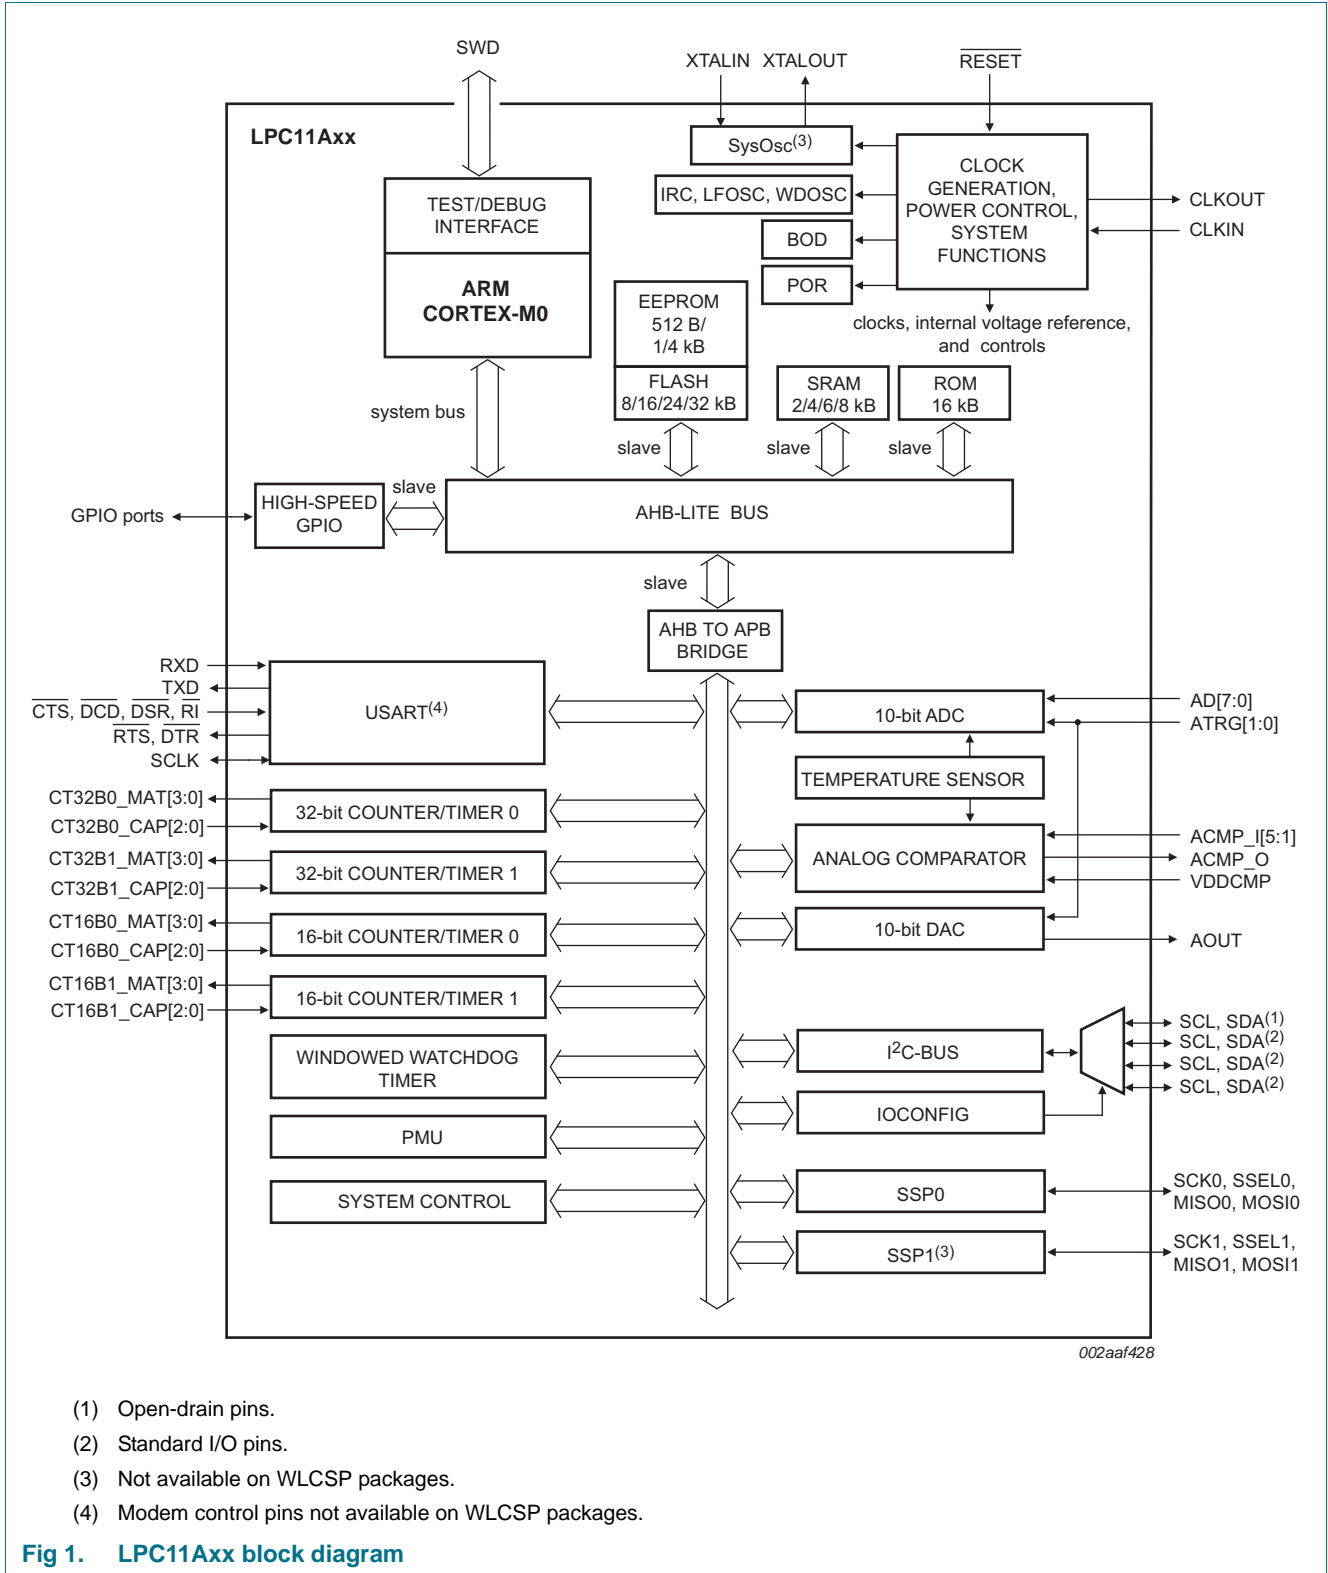 SWD
XTALIN XTALOUT
RESET
LPC11Axx
SysOsc(3)
CLOCK
GENERATION,
POWER CONTROL,
SYSTEM
FUNCTIONS
TEST/DEBUG
INTERFACE
IRC, LFOSC, WDOSC
CLKOUT
CLKIN
BOD
POR
ARM
CORTEX-M0
EEPROM
512 B/
1/4 kB
clocks, internal voltage reference,
and controls
FLASH
8/16/24/32 kB
SRAM
2/4/6/8 kB
ROM
16 kB
system bus
slave
slave
slave
slave
GPIO ports
HIGH-SPEED
GPIO
AHB-LITE BUS
slave
AHB TO APB
BRIDGE
RXD
TXD
CTS, DCD, DSR, RI
RTS, DTR
SCLK
USART(4)
10-bit ADC
AD[7:0]
ATRG[1:0]
TEMPERATURE SENSOR
CT32B0_MAT[3:0]
CT32B0_CAP[2:0]
32-bit COUNTER/TIMER 0
ANALOG COMPARATOR
ACMP_I[5:1]
ACMP_O
VDDCMP
CT32B1_MAT[3:0]
CT32B1_CAP[2:0]
32-bit COUNTER/TIMER 1
CT16B0_MAT[3:0]
CT16B0_CAP[2:0]
16-bit COUNTER/TIMER 0
10-bit DAC
AOUT
CT16B1_MAT[3:0]
CT16B1_CAP[2:0]
16-bit COUNTER/TIMER 1
WINDOWED WATCHDOG
TIMER
I2C-BUS
SCL, SDA(1)
SCL, SDA(2)
SCL, SDA(2)
SCL, SDA(2)
IOCONFIG
PMU
SYSTEM CONTROL
SSP0
SCK0, SSEL0,
MISO0, MOSI0
SSP1(3)
SCK1, SSEL1,
MISO1, MOSI1
002aaf428
(1) Open-drain pins.
(2) Standard I/O pins.
(3) Not available on WLCSP packages.
(4) Modem control pins not available on WLCSP packages.
Fig 1. LPC11Axx block diagram